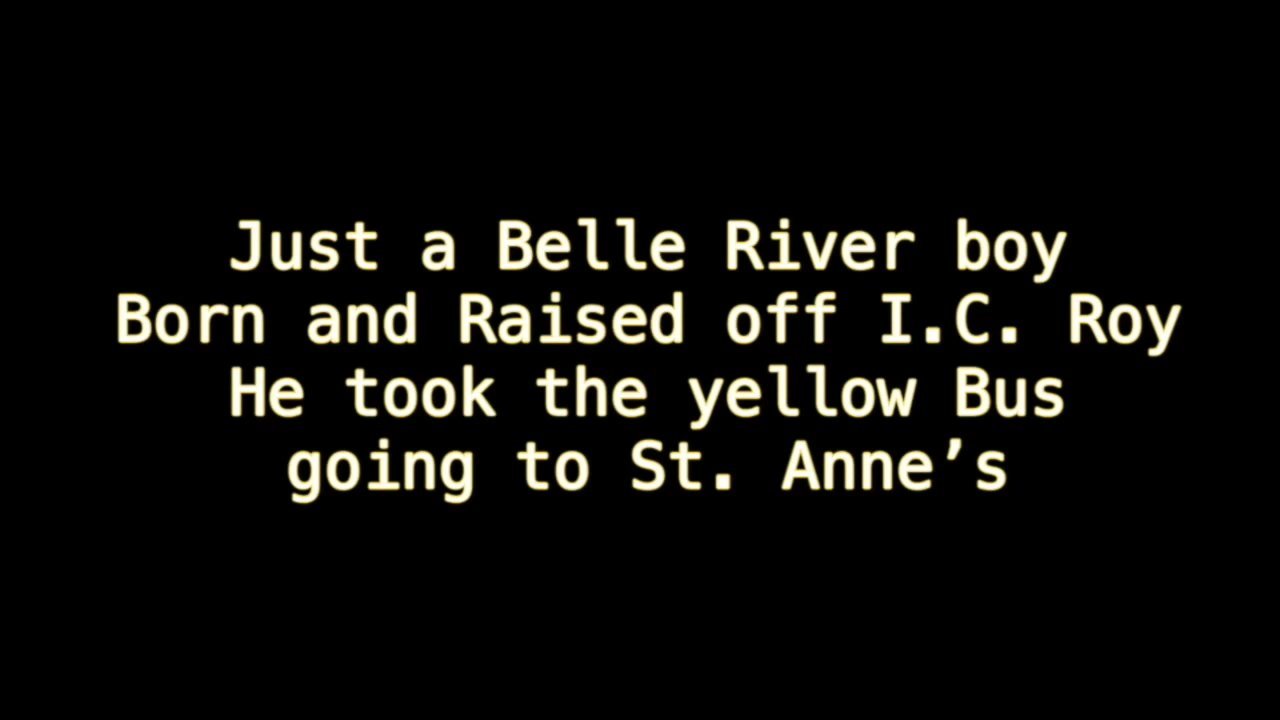 Just a Belle River boy
Born and Raised off I.C. Roy
He took the yellow Bus
going to St. Anne’s